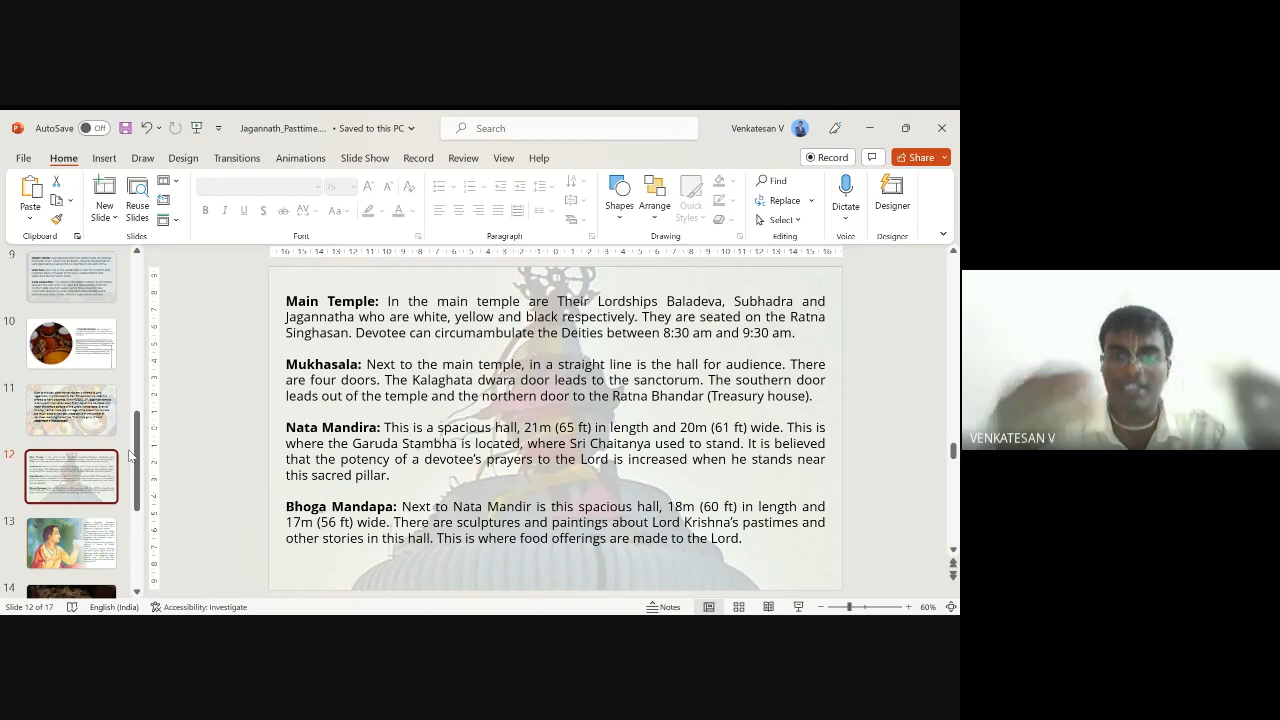 AutoSave Off Jagannath_Pasttime.... • Saved to this PC Search Venkatesan V
File Home Insert Draw Design Transitions Animations Slide Show Record Review View Help Record Share
Paste New Slide Reuse Slides Shapes Arrange Quick Styles Find Replace Select Dictate Designer
Clipboard Slides Font Paragraph Drawing Editing Voice Designer
9
10
11
12
13
14
Main Temple: In the main temple are Their Lordships Baladeva, Subhadra and
Jagannatha who are white, yellow and black respectively. They are seated on the Ratna
Singhasan. Devotee can circumambulate the Deities between 8:30 am and 9:30 am.
Mukhasala: Next to the main temple, in a straight line is the hall for audience. There
are four doors. The Kalaghata dwara door leads to the sanctorum. The southern door
leads out of the temple and the northern door to the Ratna Bhandar (Treasure Room).
Nata Mandira: This is a spacious hall, 21m (65 ft) in length and 20m (61 ft) wide. This is
where the Garuda Stambha is located, where Sri Chaitanya used to stand. It is believed
that the efficacy of a devotees prayers to the Lord is increased when chanted near
this sacred pillar.
Bhoga Mandapa: Next to Nata Mandir is this spacious hall, 18m (60 ft) in length and
17m (56 ft) wide. There are sculptures and paintings about Lord Krishna's pastimes and
other stories in this hall. This is where huge offerings are made to the Lord.
Slide 12 of 17 English (India) Accessibility: Investigate Notes 60%
VENKATESAN V